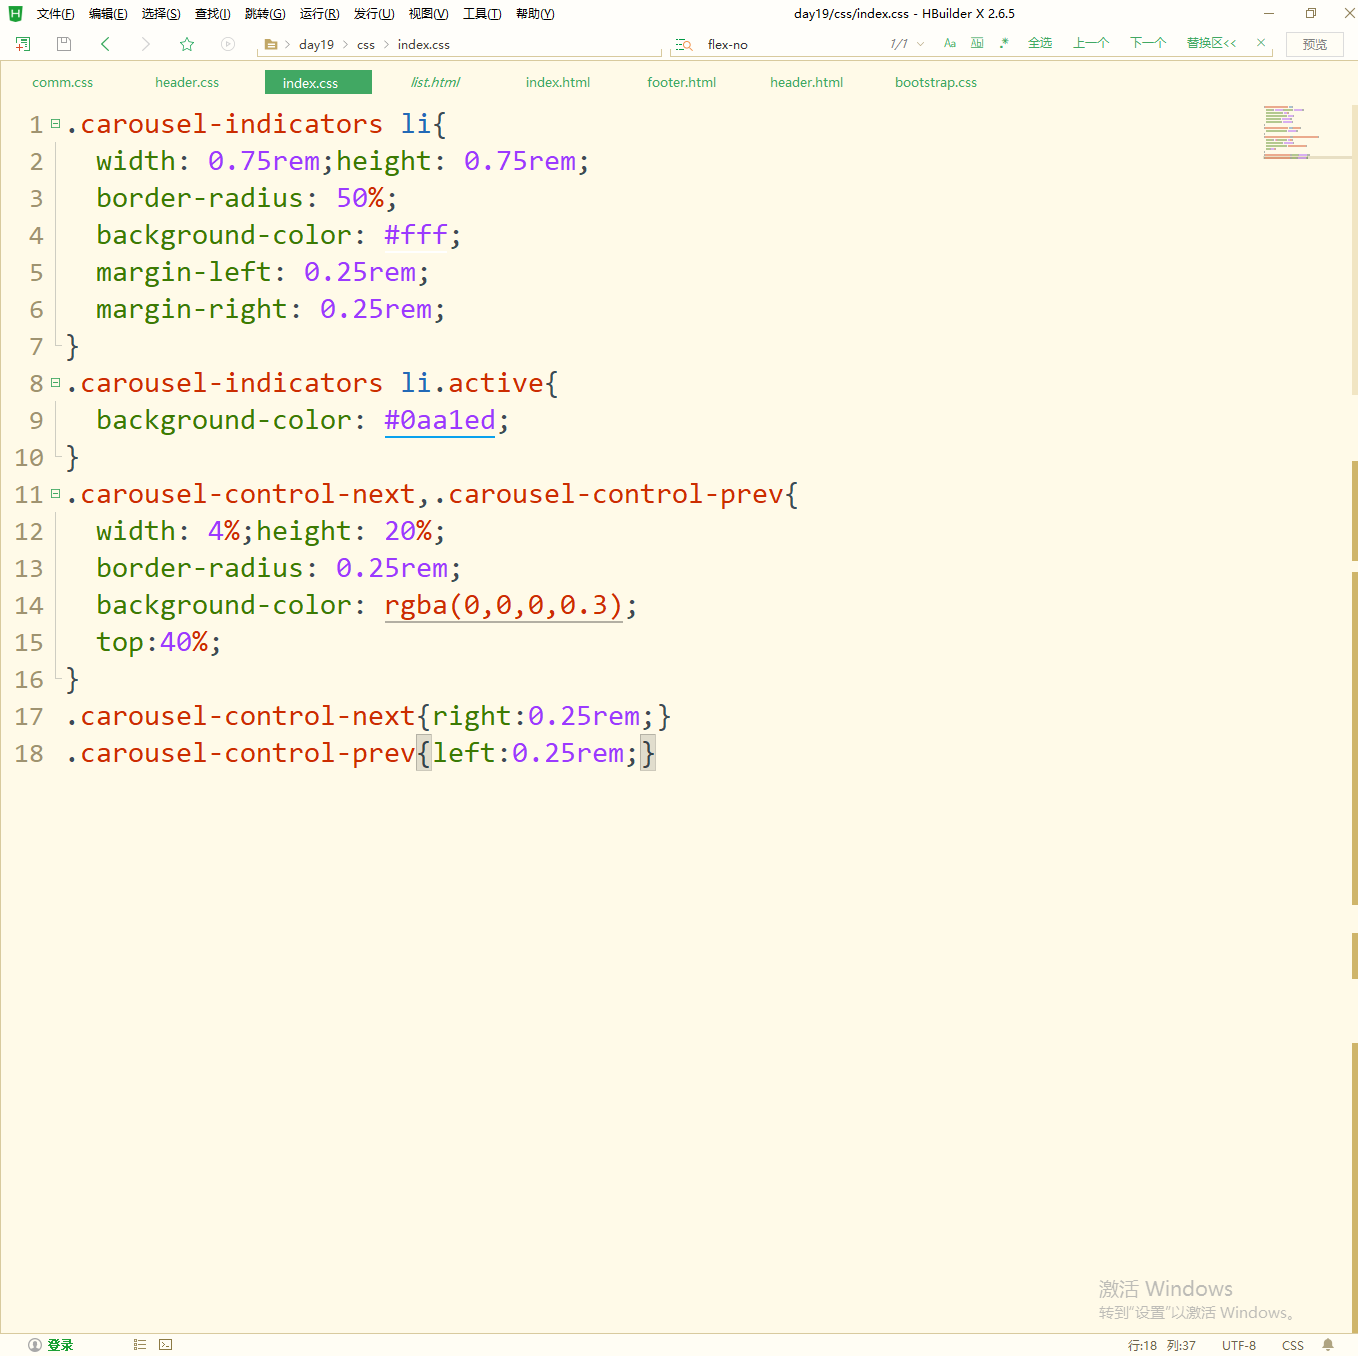 文件(F) 编辑(E) 选择(S) 查找(I) 跳转(G) 运行(R) 发行(U) 视图(V) 工具(T) 帮助(Y) day19/css/index.css - HBuilder X 2.6.5
day19 css index.css flex-no 1/1 Aa AB .* 全选 上一个 下一个 替换区<< 预览
comm.css header.css index.css list.html index.html footer.html header.html bootstrap.css
1 .carousel-indicators li{
2 width: 0.75rem;height: 0.75rem;
3 border-radius: 50%;
4 background-color: #fff;
5 margin-left: 0.25rem;
6 margin-right: 0.25rem;
7 }
8 .carousel-indicators li.active{
9 background-color: #0aa1ed;
10 }
11 .carousel-control-next,.carousel-control-prev{
12 width: 4%;height: 20%;
13 border-radius: 0.25rem;
14 background-color: rgba(0,0,0,0.3);
15 top:40%;
16 }
17 .carousel-control-next{right:0.25rem;}
18 .carousel-control-prev{left:0.25rem;}
激活 Windows
转到“设置”以激活 Windows。
登录 行:18 列:37 UTF-8 CSS